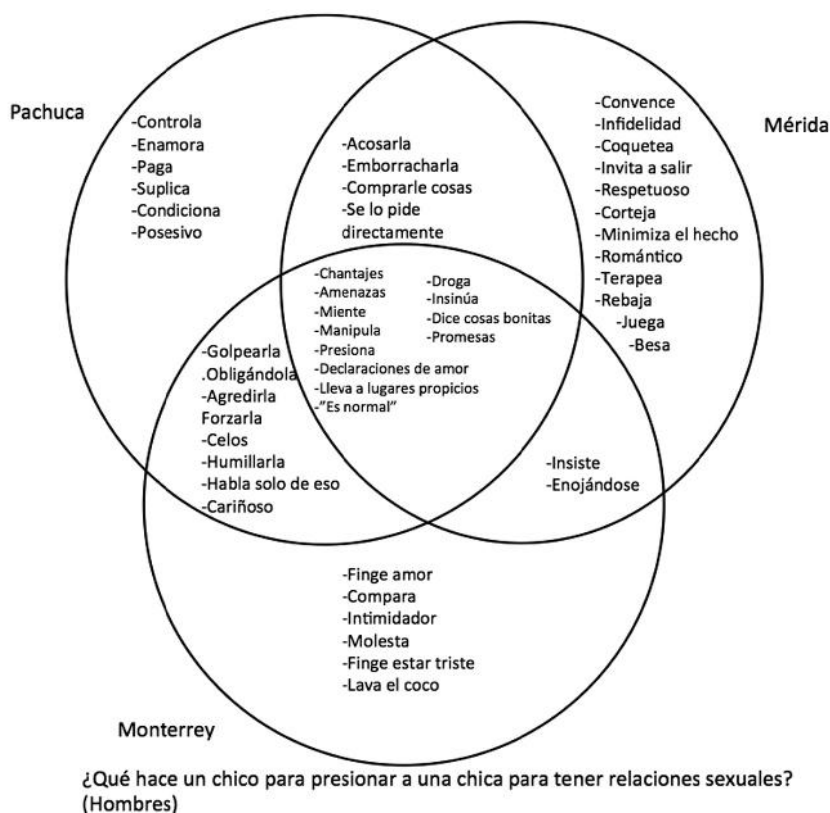 Pachuca
-Controla
-Enamora
-Paga
-Suplica
-Condiciona
-Posesivo
-Acosarla
-Emborracharla
-Comprarle cosas
-Se lo pide
directamente
Mérida
-Convence
-Infidelidad
-Coquetea
-Invita a salir
-Respetuoso
-Corteja
-Minimiza el hecho
-Romántico
-Terapea
-Rebaja
-Juega
-Besa
-Chantajes
-Amenazas
-Miente
-Manipula
-Presiona
-Declaraciones de amor
-Lleva a lugares propicios
-"Es normal"
-Droga
-Insinúa
-Dice cosas bonitas
-Promesas
-Golpearla
.Obligándola
-Agredirla
Forzarla
-Celos
-Humillarla
-Habla solo de eso
-Cariñoso
-Insiste
-Enojándose
-Finge amor
-Compara
-Intimidador
-Molesta
-Finge estar triste
-Lava el coco
Monterrey
¿Qué hace un chico para presionar a una chica para tener relaciones sexuales?
(Hombres)